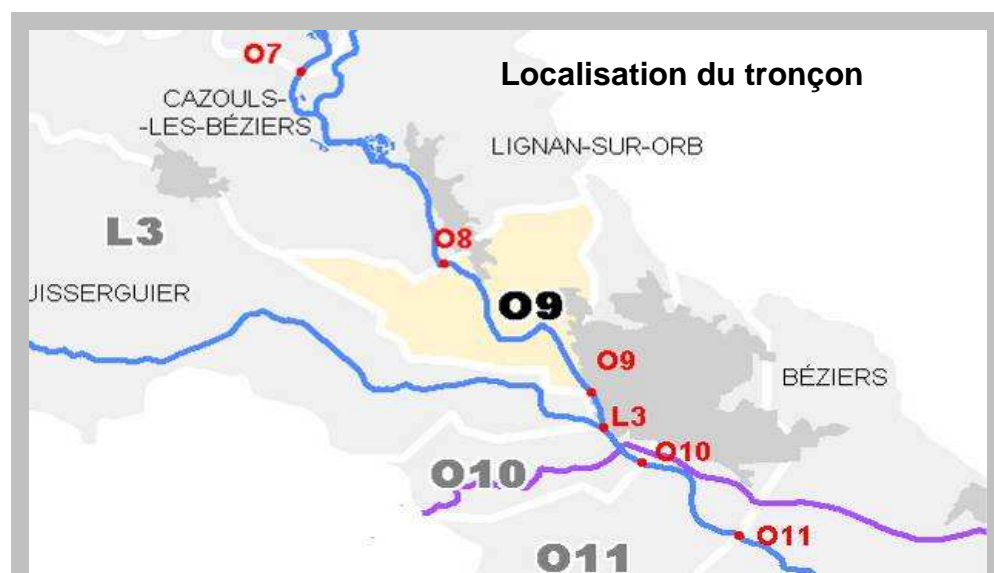 O7
Localisation du tronçon
CAZOULS-
-LES-BÉZIERS
LIGNAN-SUR-ORB
L3
O8
JISSERGUIER
O9
O9
BÉZIERS
L3
O10
O10
O11
O11